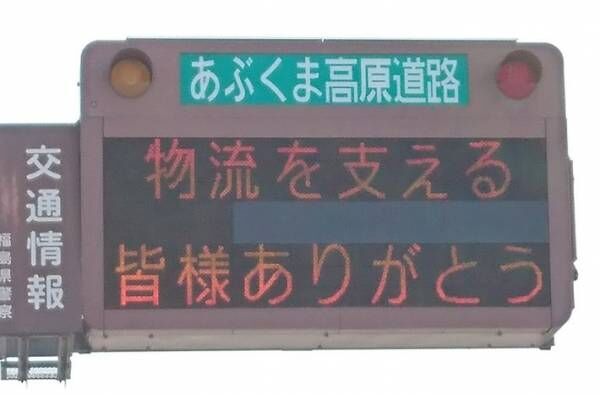 あぶくま高原道路
物流を支える
皆様ありがとう
交通情報
福島県警察